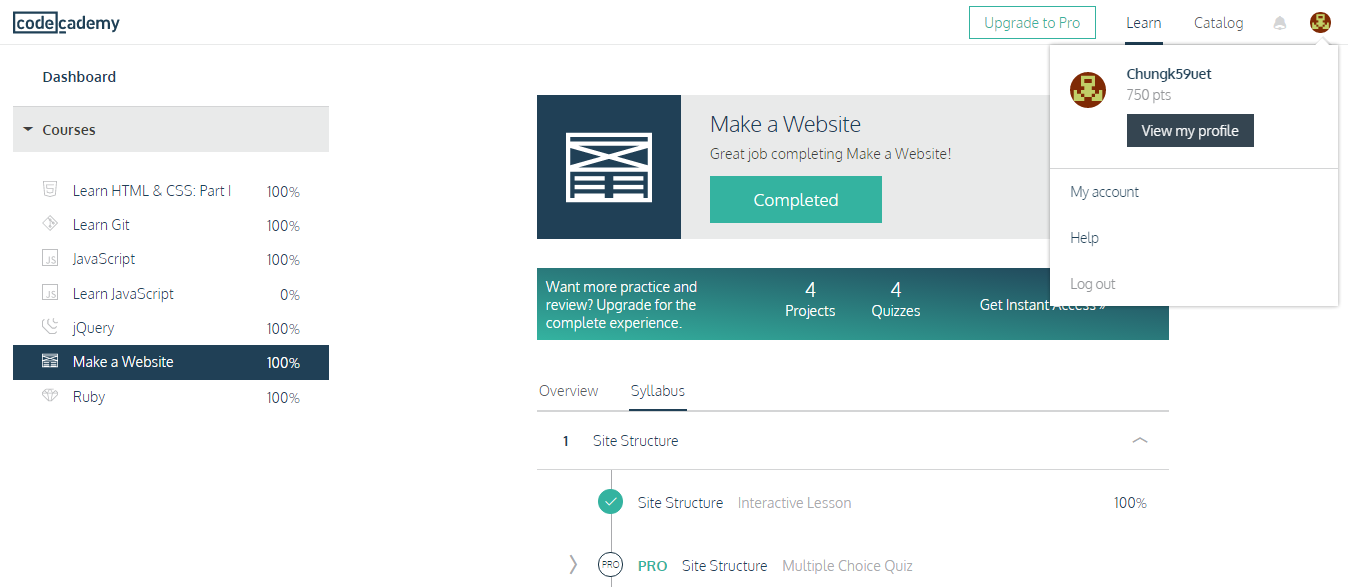 codecademy
Upgrade to Pro
Learn
Catalog
Chungk59uet
750 pts
View my profile
My account
Help
Log out
Dashboard
Courses
Learn HTML & CSS: Part I 100%
Learn Git 100%
JS JavaScript 100%
JS Learn JavaScript 0%
jQuery 100%
Make a Website 100%
Ruby 100%
Make a Website
Great job completing Make a Website!
Completed
Want more practice and
review? Upgrade for the
complete experience.
4
Projects
4
Quizzes
Get Instant Access »
Overview
Syllabus
1 Site Structure
Site Structure Interactive Lesson 100%
PRO PRO Site Structure Multiple Choice Quiz